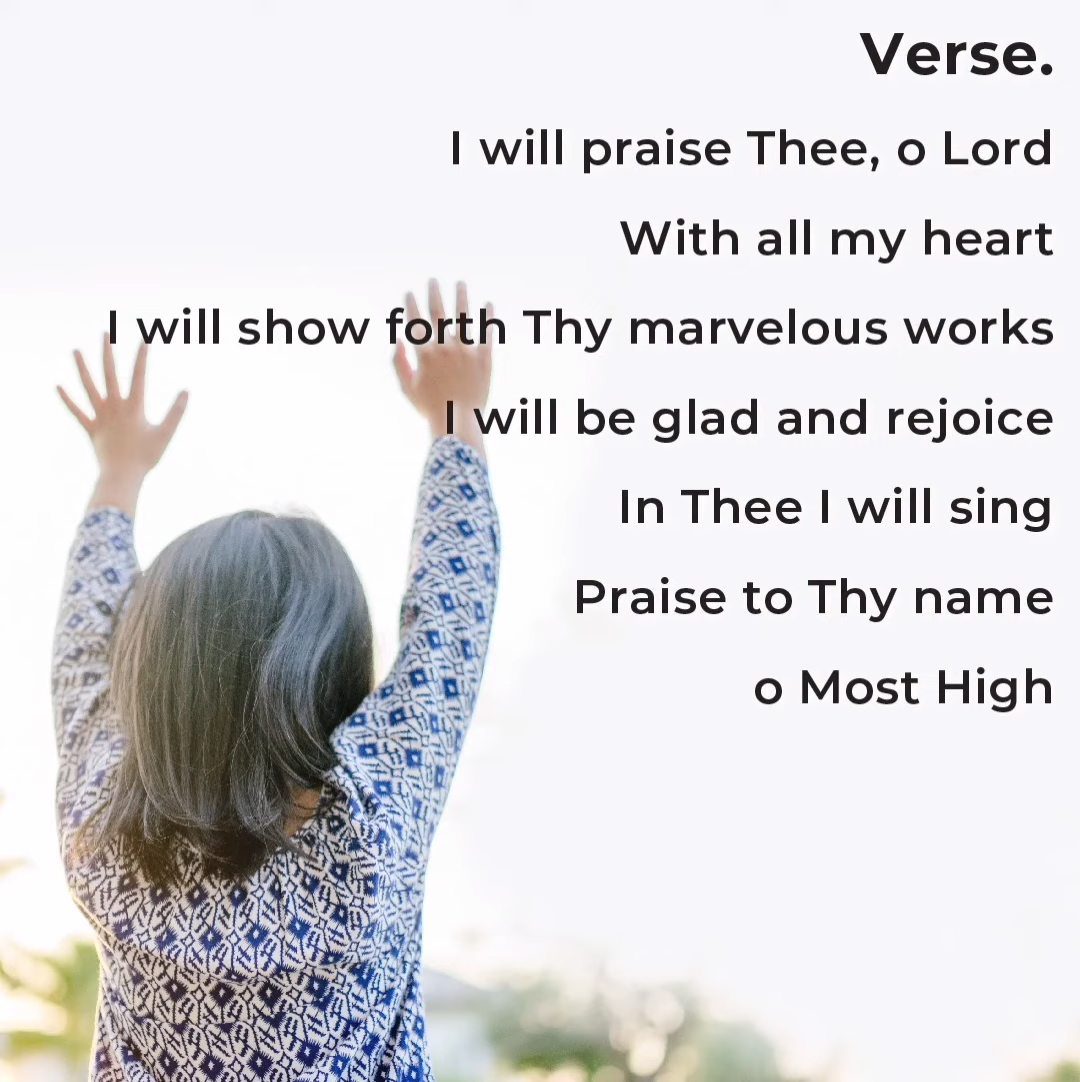 Verse.
I will praise Thee, o Lord
With all my heart
I will show forth Thy marvelous works
I will be glad and rejoice
In Thee I will sing
Praise to Thy name
o Most High